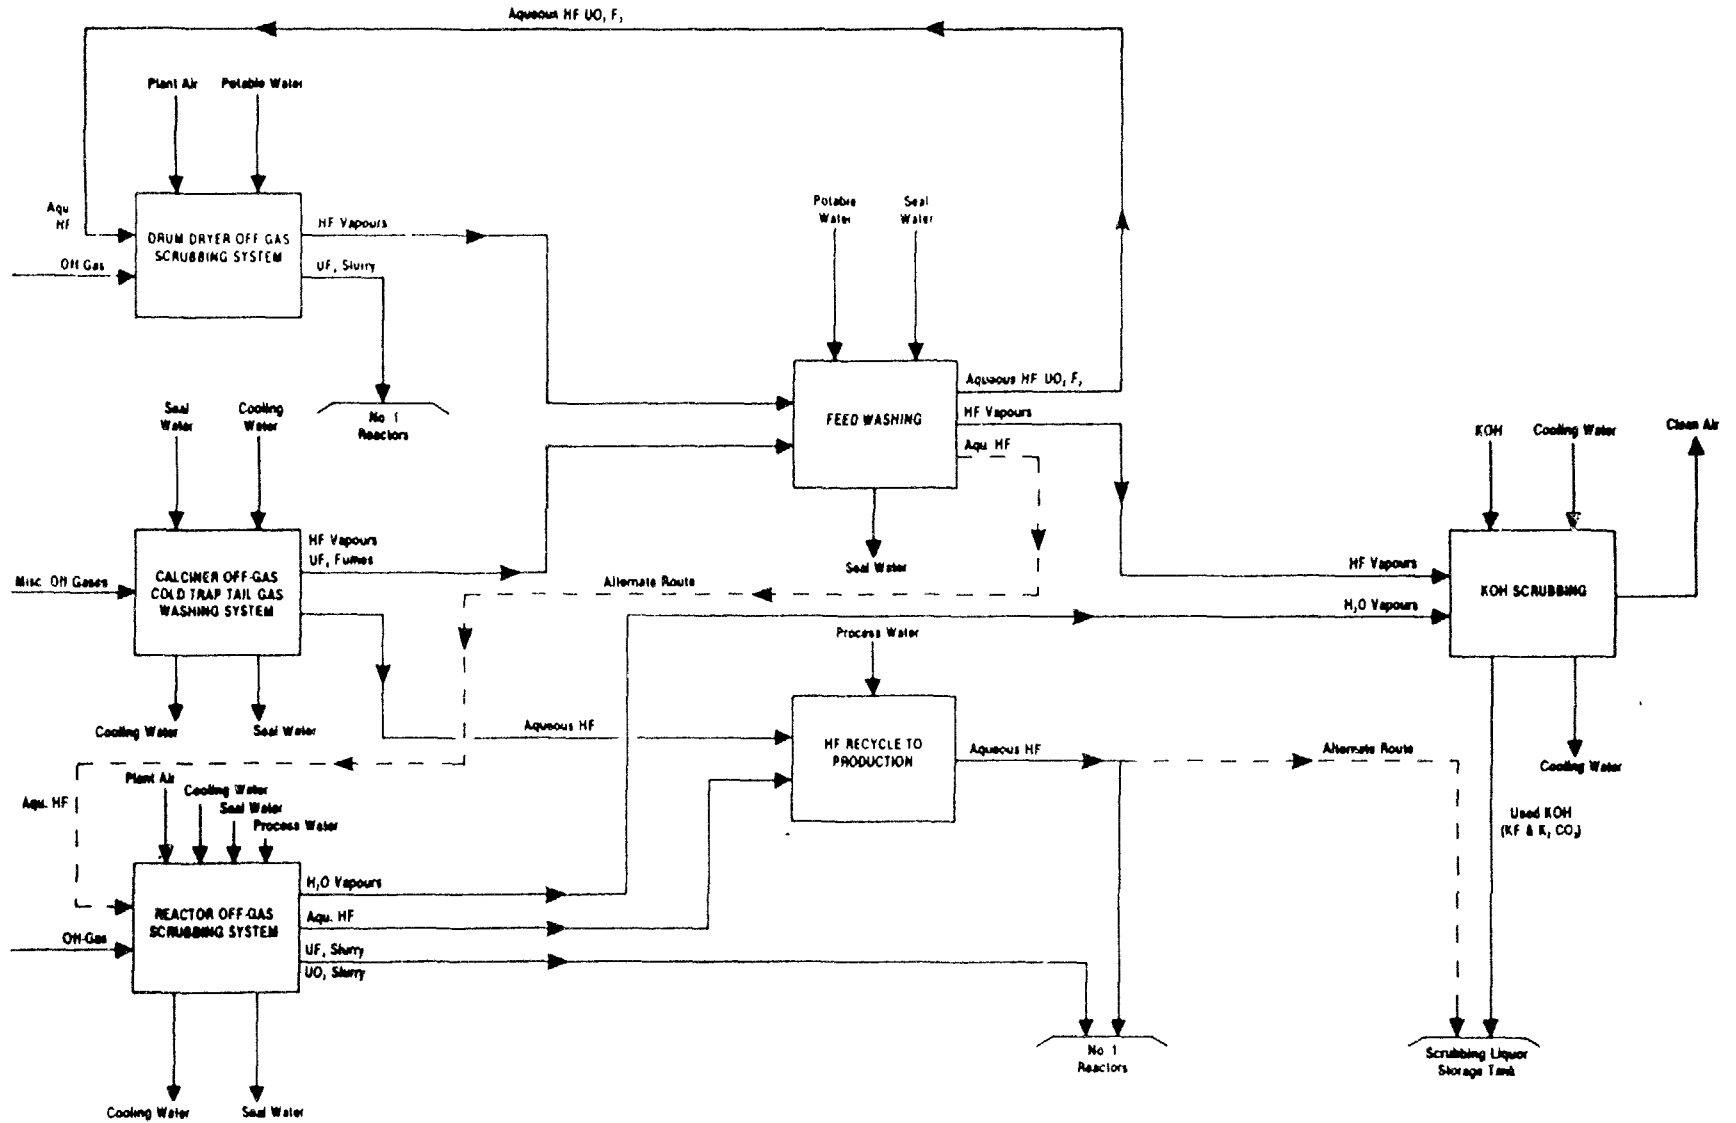 Aqueous HF UO, F,
Plant Air
Potable Water
Aqu
HF
Off Gas
DRUM DRYER OFF GAS
SCRUBBING SYSTEM
HF Vapours
UF, Slurry
No 1
Reactors
Potable
Water
Seal
Water
FEED WASHING
Aqueous HF UO, F,
HF Vapours
Aqu. HF
Seal Water
Seal
Water
Cooling
Water
Misc. Off Gases
CALCINER OFF-GAS
COLD TRAP TAIL GAS
WASHING SYSTEM
HF Vapours
UF, Fumes
Cooling Water
Seal Water
Alternate Route
KOH
Cooling Water
Clean Air
HF Vapours
H,O Vapours
KOH SCRUBBING
Cooling Water
Used KOH
(KF & K, CO,)
Process Water
Aqueous HF
HF RECYCLE TO
PRODUCTION
Aqueous HF
Alternate Route
Aqu. HF
Plant Air
Cooling Water
Seal Water
Process Water
Off-Gas
REACTOR OFF-GAS
SCRUBBING SYSTEM
H,O Vapours
Aqu. HF
UF, Slurry
UO, Slurry
Cooling Water
Seal Water
No 1
Reactors
Scrubbing Liquor
Storage Tank